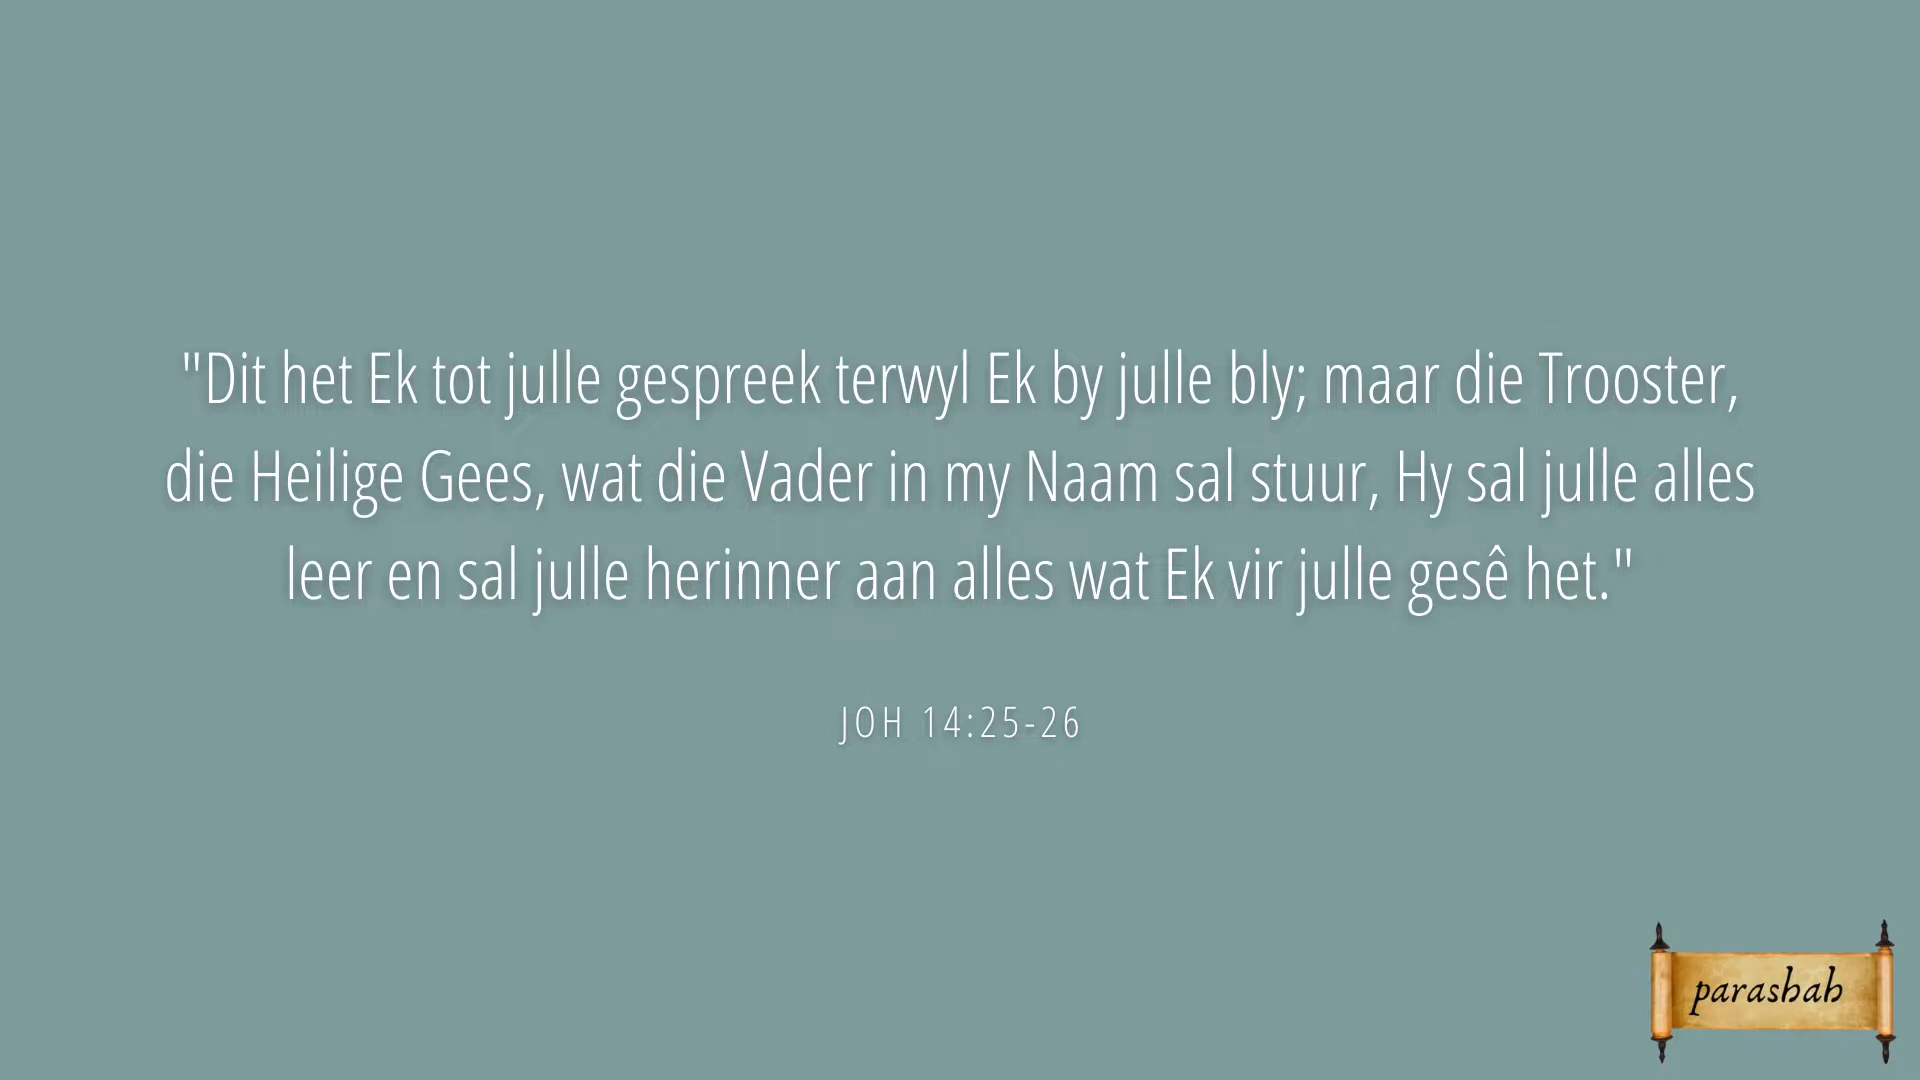 "Dit het Ek tot julle gespreek terwyl Ek by julle bly; maar die Trooster,
die Heilige Gees, wat die Vader in my Naam sal stuur, Hy sal julle alles
leer en sal julle herinner aan alles wat Ek vir julle gesê het."
JOH 14:25-26
parashah